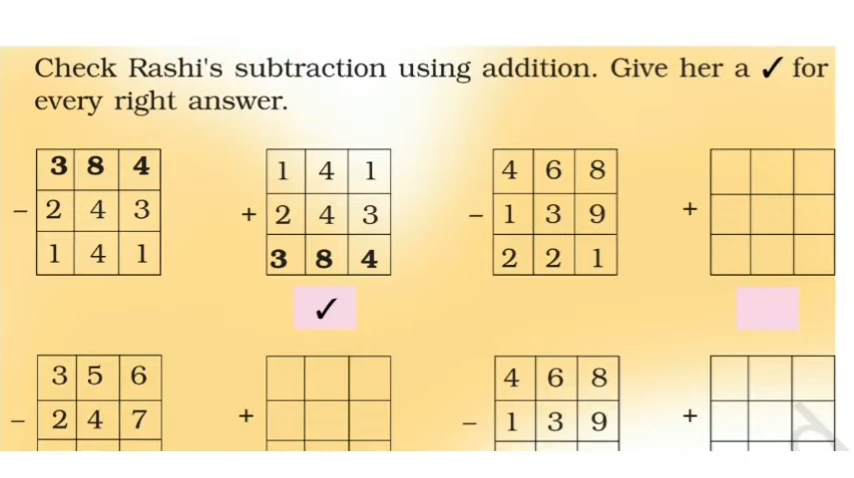 Check Rashi's subtraction using addition. Give her a ✓ for
every right answer.
3 8 4 1 4 1 4 6 8
– 2 4 3 + 2 4 3 – 1 3 9 +
1 4 1 3 8 4 2 2 1
✓
3 5 6 4 6 8
– 2 4 7 + – 1 3 9 +